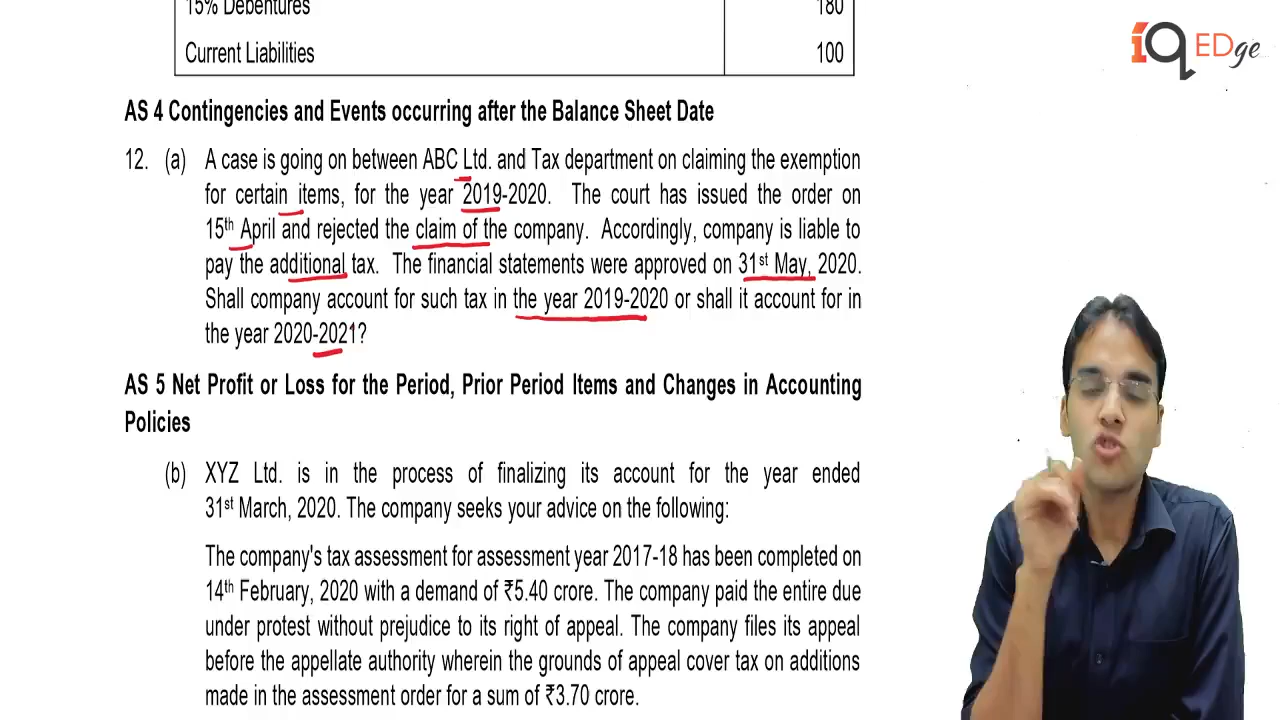 15% Debentures 180
Current Liabilities 100
iQ EDge
AS 4 Contingencies and Events occurring after the Balance Sheet Date
12. (a) A case is going on between ABC Ltd. and Tax department on claiming the exemption
for certain items, for the year 2019-2020. The court has issued the order on
15th April and rejected the claim of the company. Accordingly, company is liable to
pay the additional tax. The financial statements were approved on 31st May, 2020.
Shall company account for such tax in the year 2019-2020 or shall it account for in
the year 2020-2021?
AS 5 Net Profit or Loss for the Period, Prior Period Items and Changes in Accounting
Policies
(b) XYZ Ltd. is in the process of finalizing its account for the year ended
31st March, 2020. The company seeks your advice on the following:
The company's tax assessment for assessment year 2017-18 has been completed on
14th February, 2020 with a demand of ₹5.40 crore. The company paid the entire due
under protest without prejudice to its right of appeal. The company files its appeal
before the appellate authority wherein the grounds of appeal cover tax on additions
made in the assessment order for a sum of ₹3.70 crore.